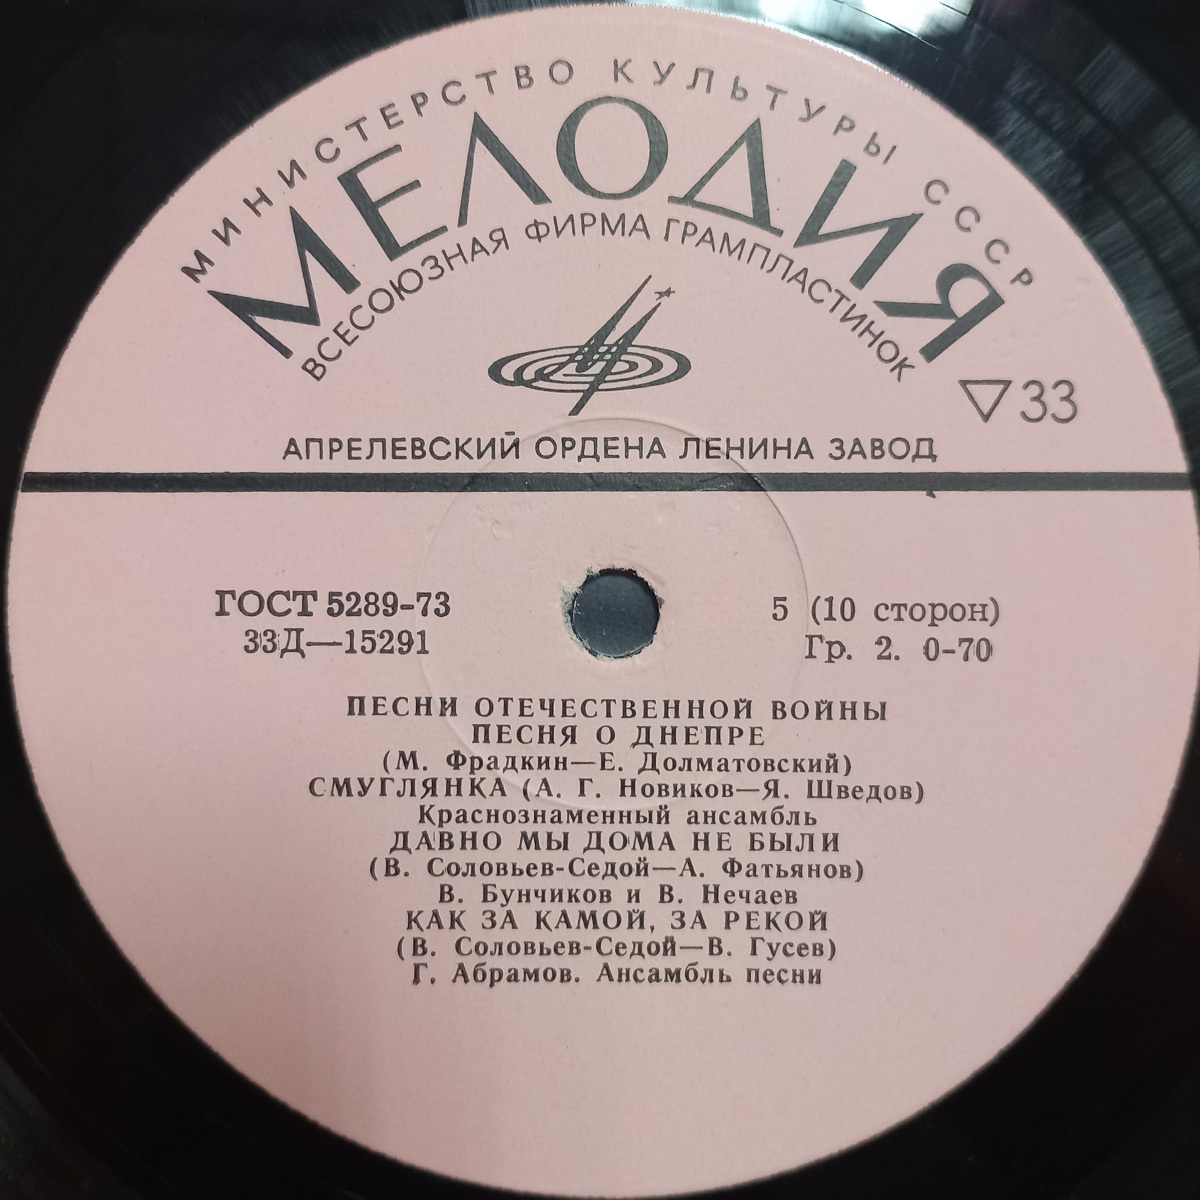 МИНИСТЕРСТВО КУЛЬТУРЫ СССР
МЕЛОДИЯ
ВСЕСОЮЗНАЯ ФИРМА ГРАМПЛАСТИНОК
▽33
АПРЕЛЕВСКИЙ ОРДЕНА ЛЕНИНА ЗАВОД
ГОСТ 5289-73
33Д—15291
5 (10 сторон)
Гр. 2. 0-70
ПЕСНИ ОТЕЧЕСТВЕННОЙ ВОЙНЫ
ПЕСНЯ О ДНЕПРЕ
(М. Фрадкин—Е. Долматовский)
СМУГЛЯНКА (А. Г. Новиков—Я. Шведов)
Краснознаменный ансамбль
ДАВНО МЫ ДОМА НЕ БЫЛИ
(В. Соловьев-Седой—А. Фатьянов)
В. Бунчиков и В. Нечаев
КАК ЗА КАМОЙ, ЗА РЕКОЙ
(В. Соловьев-Седой—В. Гусев)
Г. Абрамов. Ансамбль песни